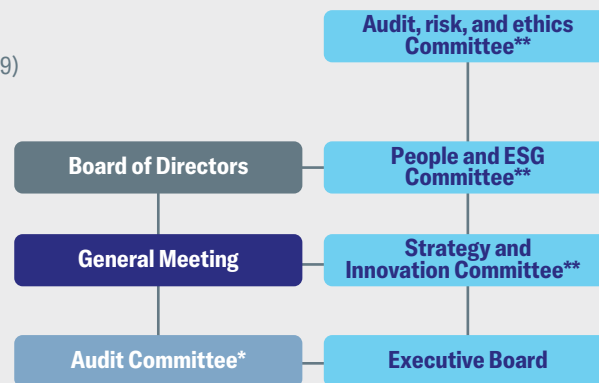 Audit, risk, and ethics
Committee**
9)
Board of Directors
People and ESG
Committee**
General Meeting
Strategy and
Innovation Committee**
Audit Committee*
Executive Board